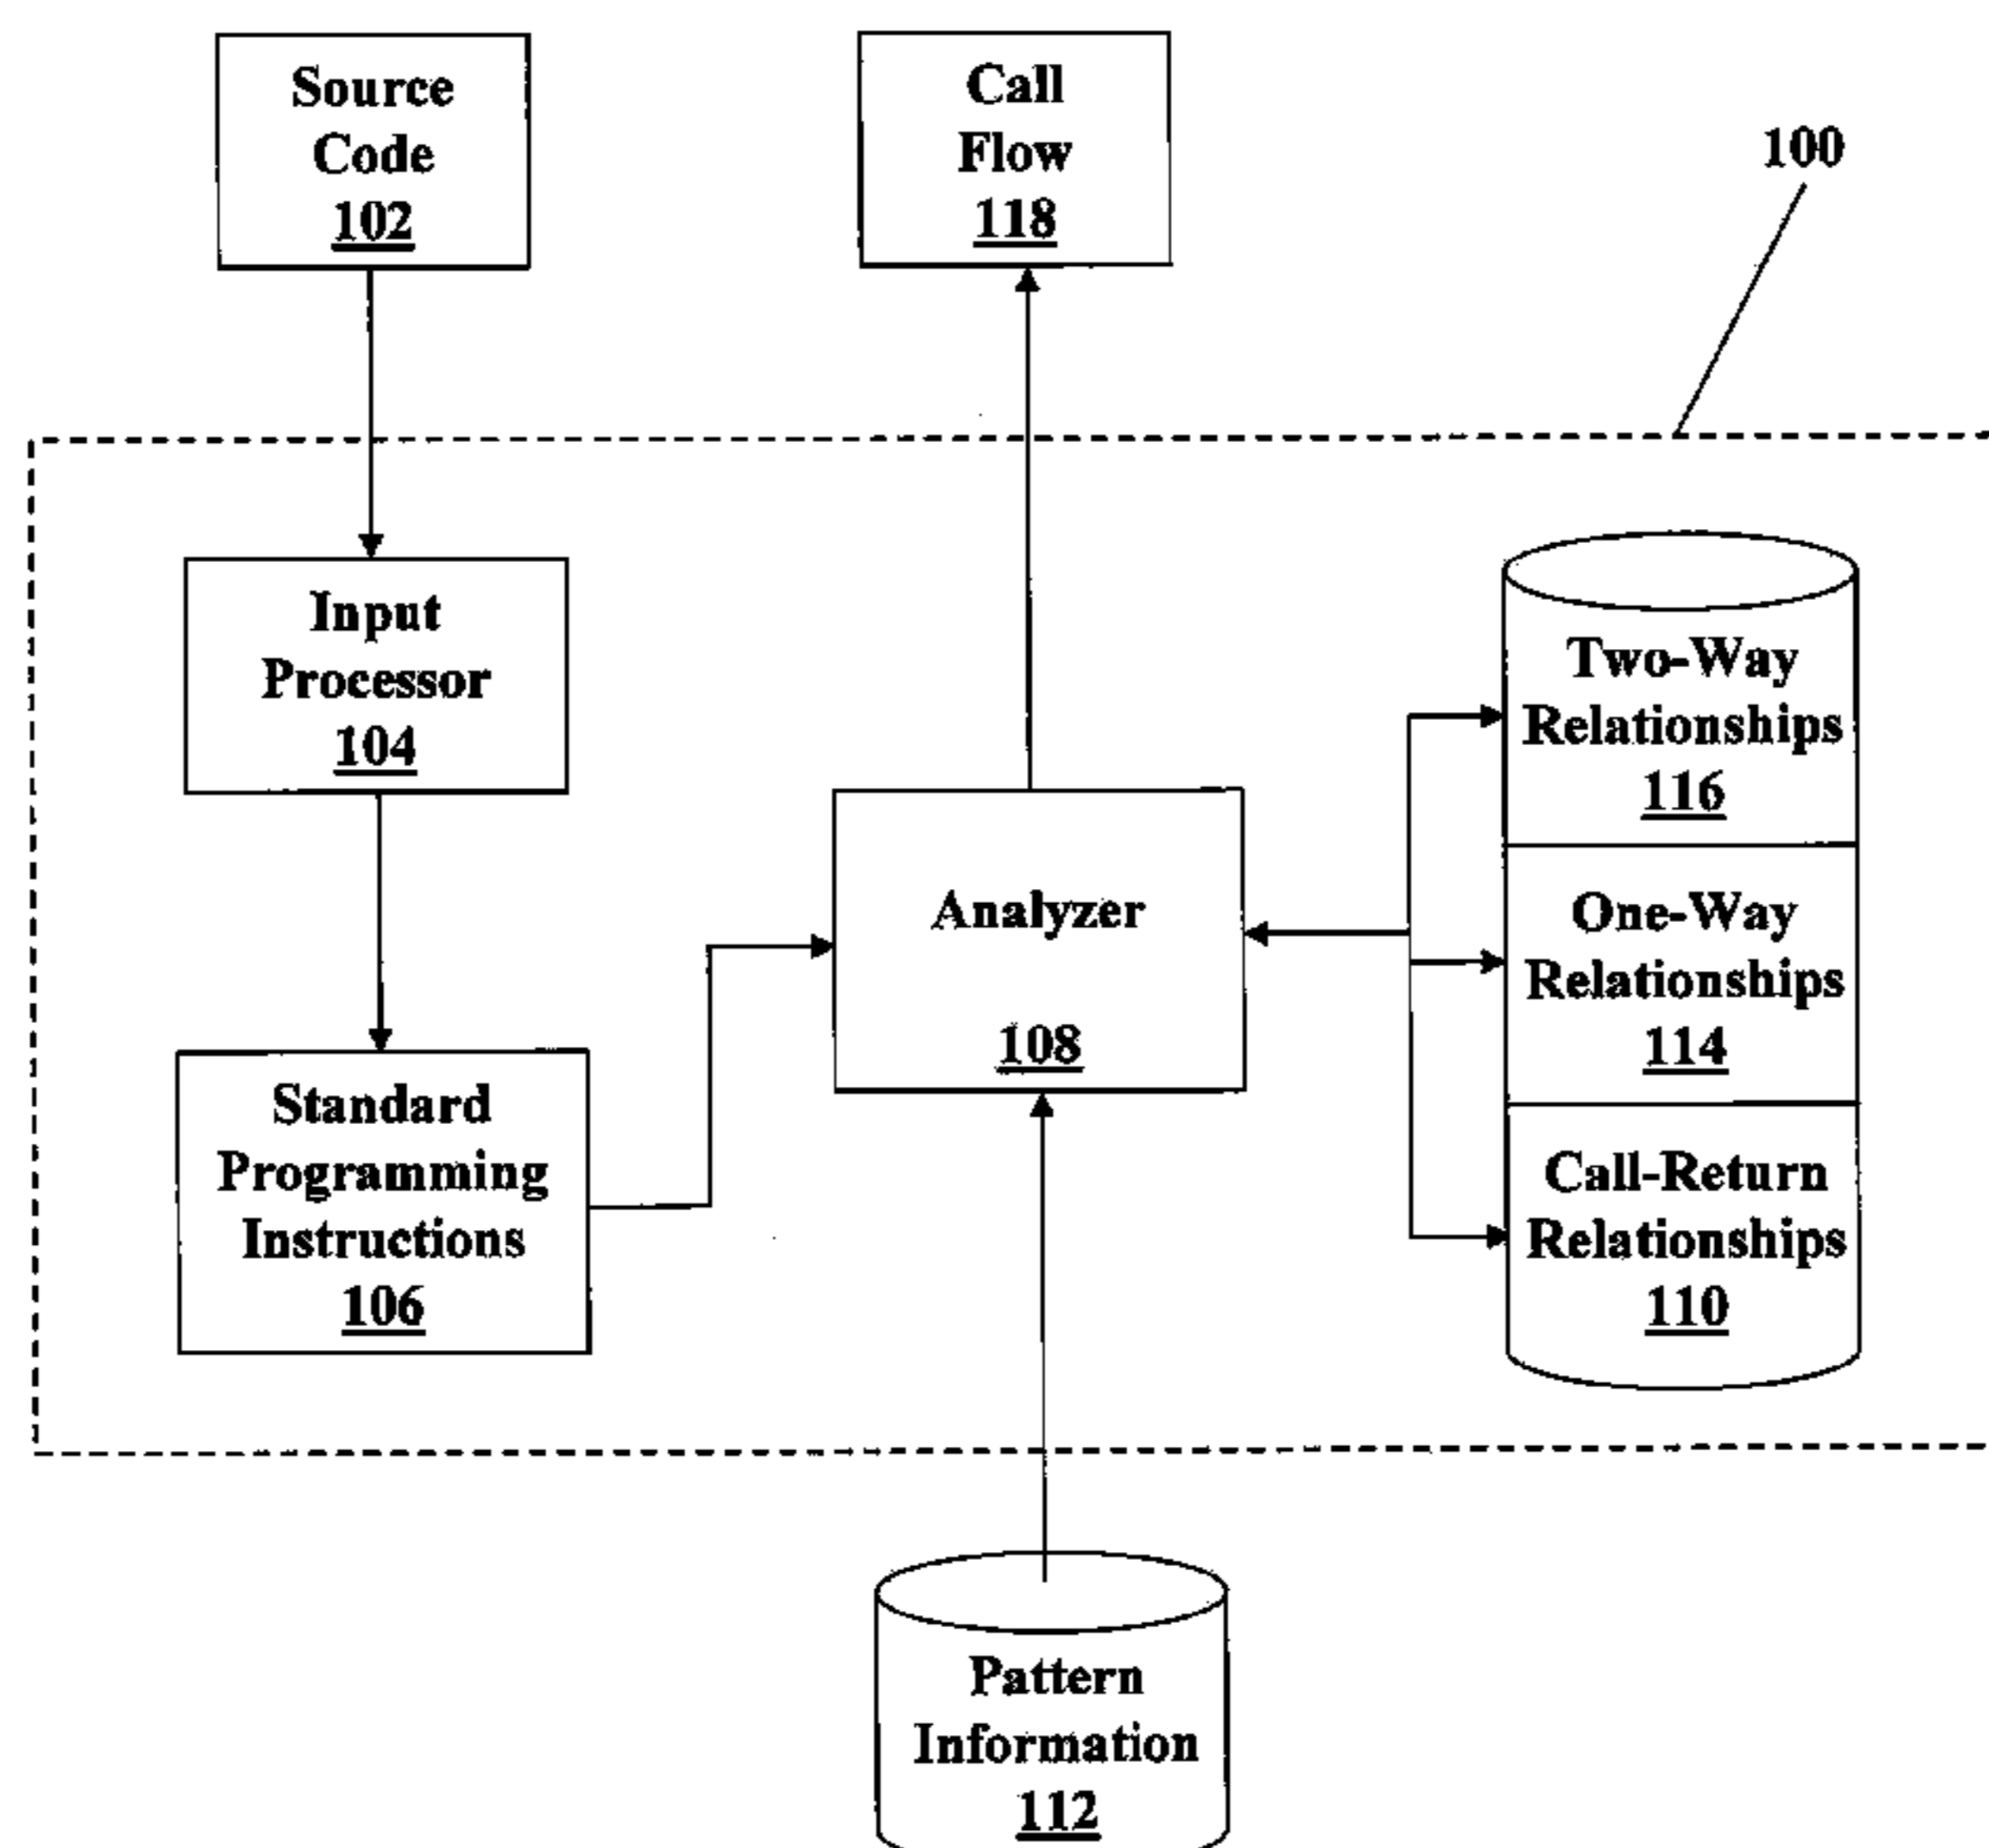 Source
Code
102
Call
Flow
118
100
Input
Processor
104
Two-Way
Relationships
116
Analyzer
108
One-Way
Relationships
114
Standard
Programming
Instructions
106
Call-Return
Relationships
110
Pattern
Information
112